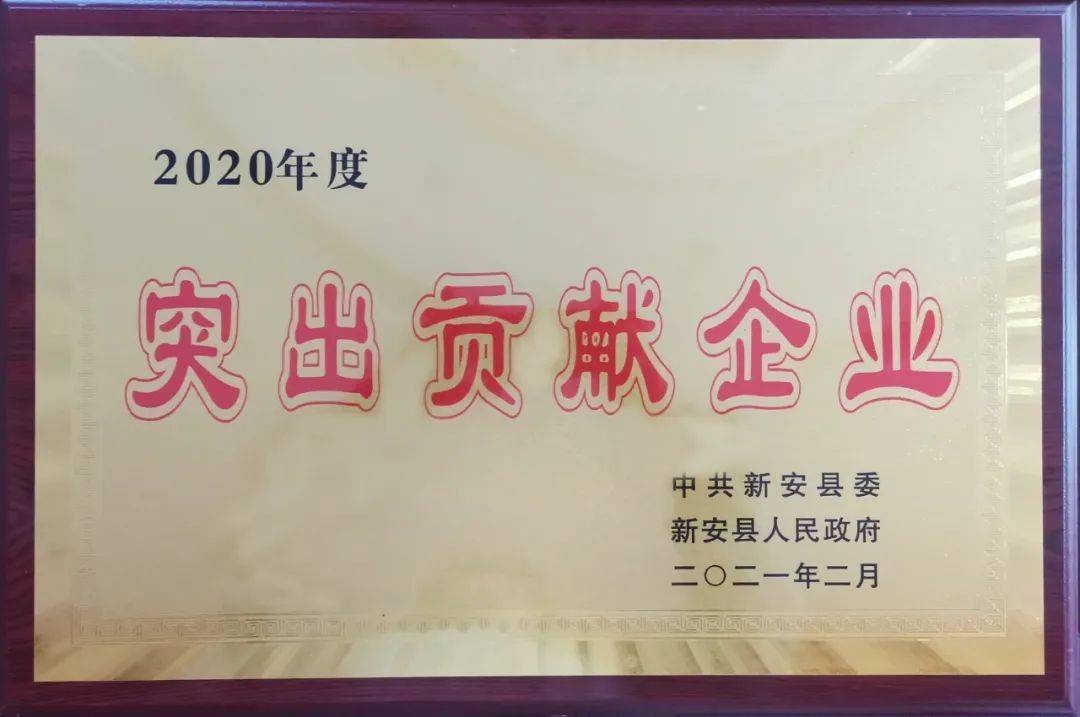 2020年度
突出贡献企业
中共新安县委
新安县人民政府
二〇二一年二月